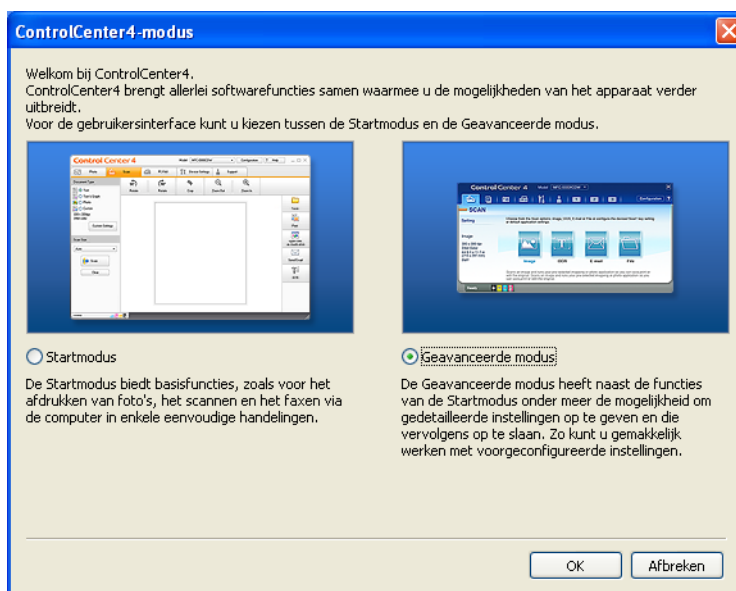 ControlCenter4-modus
Welkom bij ControlCenter4.
ControlCenter4 brengt allerlei softwarefuncties samen waarmee u de mogelijkheden van het apparaat verder
uitbreidt.
Voor de gebruikersinterface kunt u kiezen tussen de Startmodus en de Geavanceerde modus.
Control Center 4
Control Center 4
SCAN
Image
OCR
E-mail
File
Startmodus
De Startmodus biedt basisfuncties, zoals voor het
afdrukken van foto's, het scannen en het faxen via
de computer in enkele eenvoudige handelingen.
Geavanceerde modus
De Geavanceerde modus heeft naast de functies
van de Startmodus onder meer de mogelijkheid om
gedetailleerde instellingen op te geven en die
vervolgens op te slaan. Zo kunt u gemakkelijk
werken met voorgeconfigureerde instellingen.
OK
Afbreken